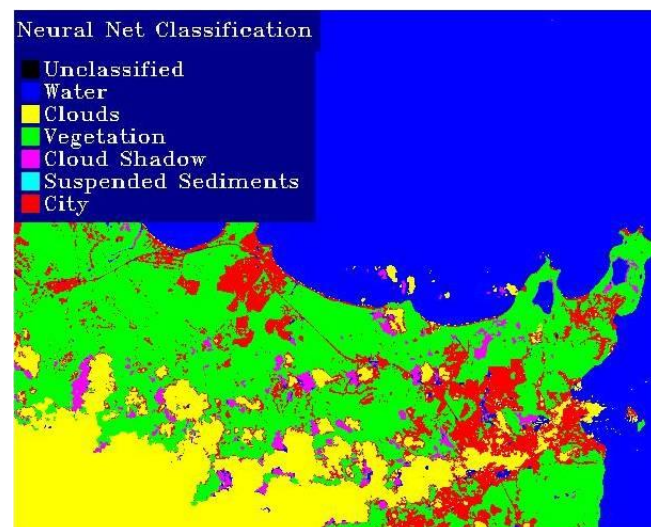 Neural Net Classification
Unclassified
Water
Clouds
Vegetation
Cloud Shadow
Suspended Sediments
City